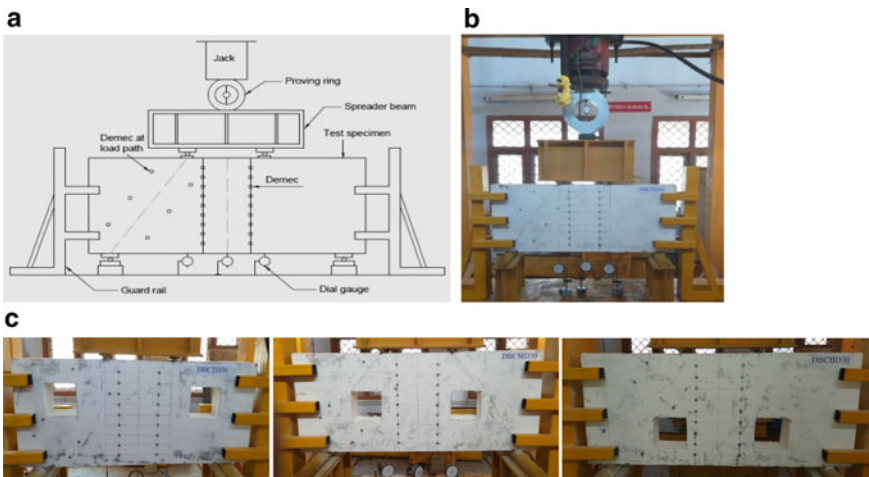 a
Jack
Proving ring
Spreader beam
Demec at
load path
Test specimen
Demec
Guard rail
Dial gauge
b
c
DBCTD30
DBCMD30
DBCBD30